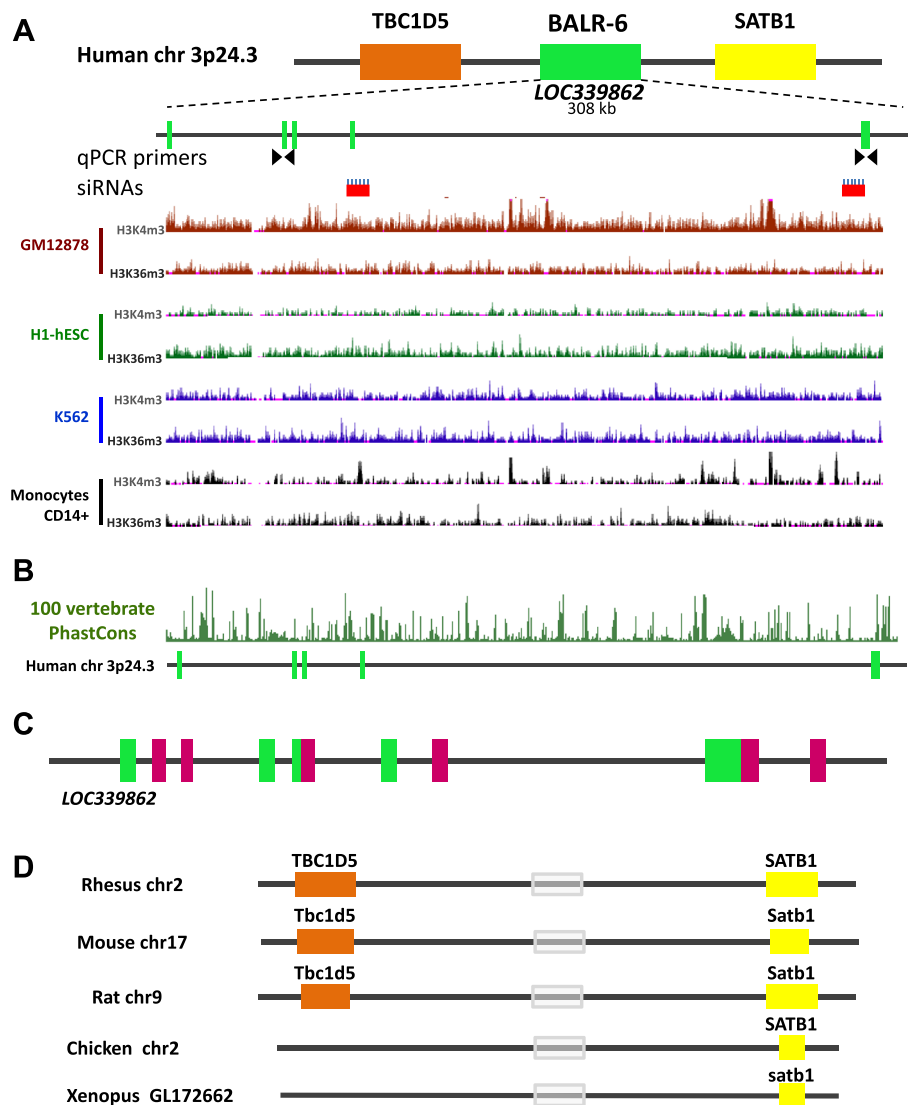 A
TBC1D5 BALR-6 SATB1
Human chr 3p24.3
LOC339862
308 kb
qPCR primers
siRNAs
H3K4m3
GM12878
H3K36m3
H3K4m3
H1-hESC
H3K36m3
H3K4m3
K562
H3K36m3
H3K4m3
Monocytes
CD14+
H3K36m3
B
100 vertebrate
PhastCons
Human chr 3p24.3
C
LOC339862
D
TBC1D5 SATB1
Rhesus chr2
Tbc1d5 Satb1
Mouse chr17
Tbc1d5 Satb1
Rat chr9
SATB1
Chicken chr2
satb1
Xenopus GL172662